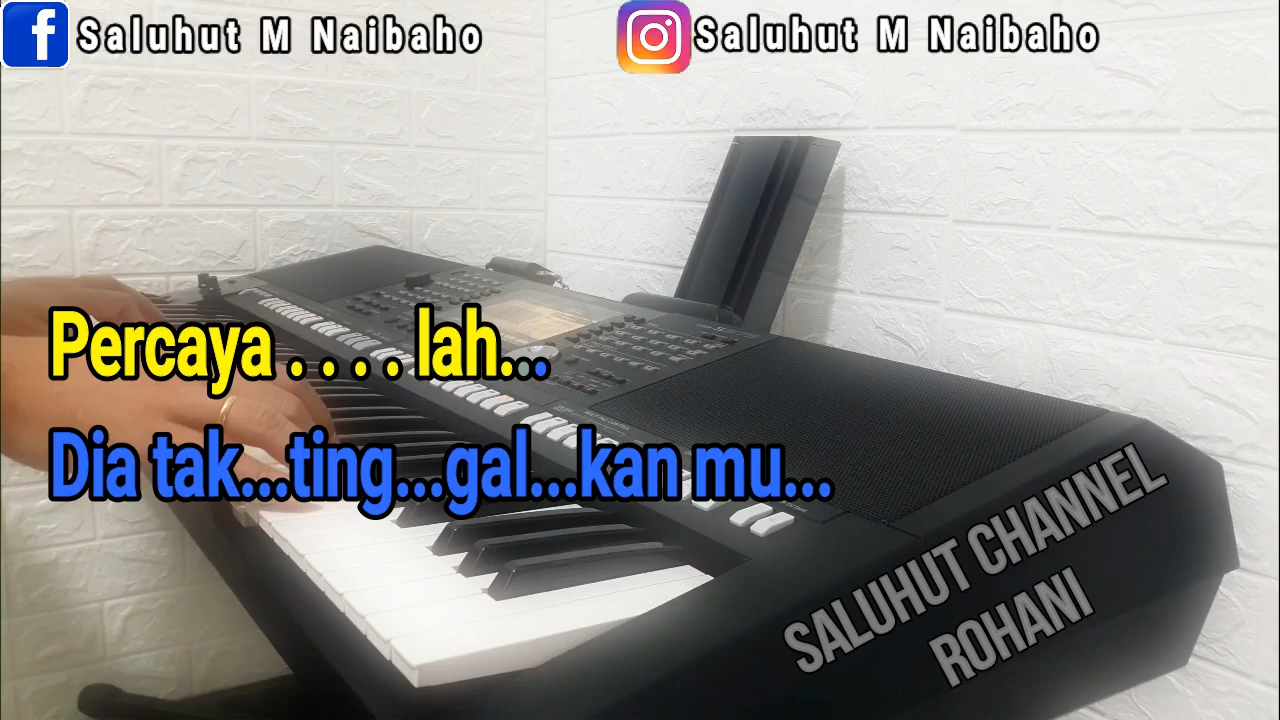 Saluhut M Naibaho
Saluhut M Naibaho
Percaya . . . . lah...
Dia tak...ting...gal...kan mu...
SALUHUT CHANNEL
ROHANI